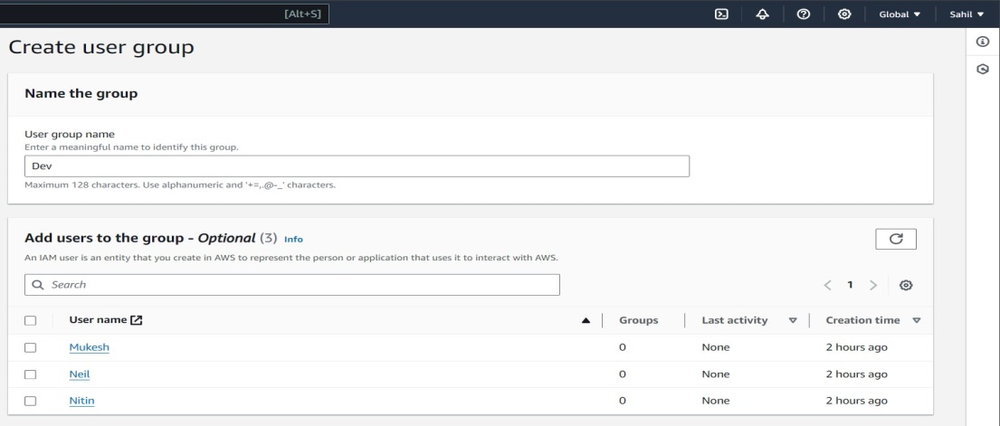 [Alt+S] Global Sahil
Create user group
Name the group
User group name
Enter a meaningful name to identify this group.
Dev
Maximum 128 characters. Use alphanumeric and '+=,.@-_' characters.
Add users to the group - Optional (3) Info
An IAM user is an entity that you create in AWS to represent the person or application that uses it to interact with AWS.
Search 1
User name Groups Last activity Creation time
Mukesh 0 None 2 hours ago
Neil 0 None 2 hours ago
Nitin 0 None 2 hours ago